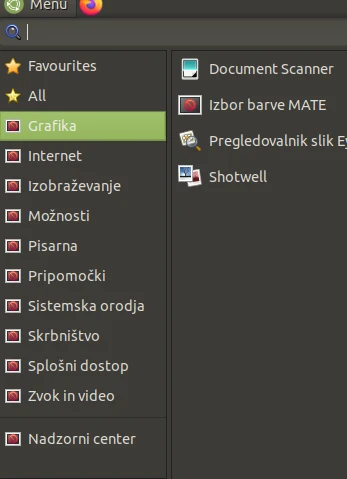 Menu
Favourites
All
Grafika
Internet
Izobraževanje
Možnosti
Pisarna
Pripomočki
Sistemska orodja
Skrbništvo
Splošni dostop
Zvok in video
Nadzorni center
Document Scanner
Izbor barve MATE
Pregledovalnik slik
Shotwell